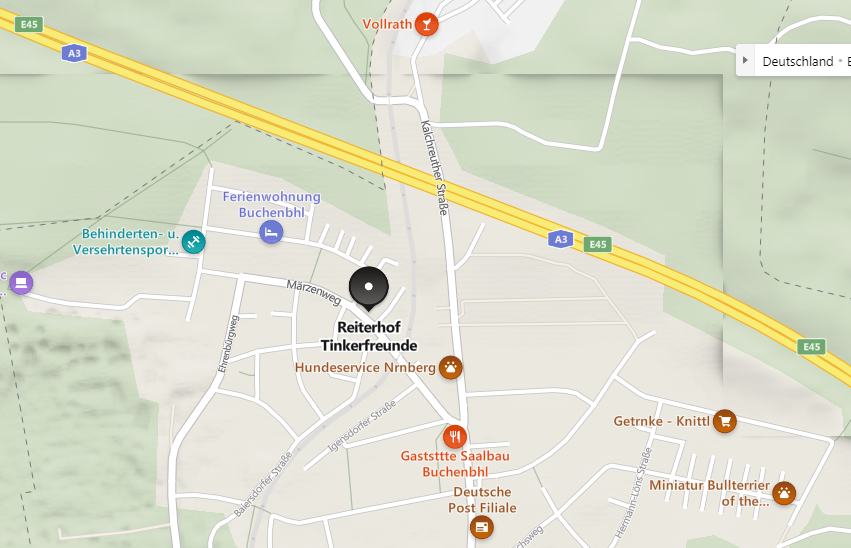 Vollrath
E45
A3
Deutschland • E
Kalchreuther Straße
Ferienwohnung
Buchenbhl
Behinderten- u.
Versehrtenspor...
A3
E45
c
...
Märzenweg
Reiterhof
Tinkerfreunde
Ehrenbürgweg
E45
Hundeservice Nrnberg
Igensdorfer Straße
Getrnke - Knittl
Gaststtte Saalbau
Buchenbhl
Baiersdorfer Straße
Hermann-Löns-Straße
Miniatur Bullterrier
of the...
Deutsche
Post Filiale
chsweg